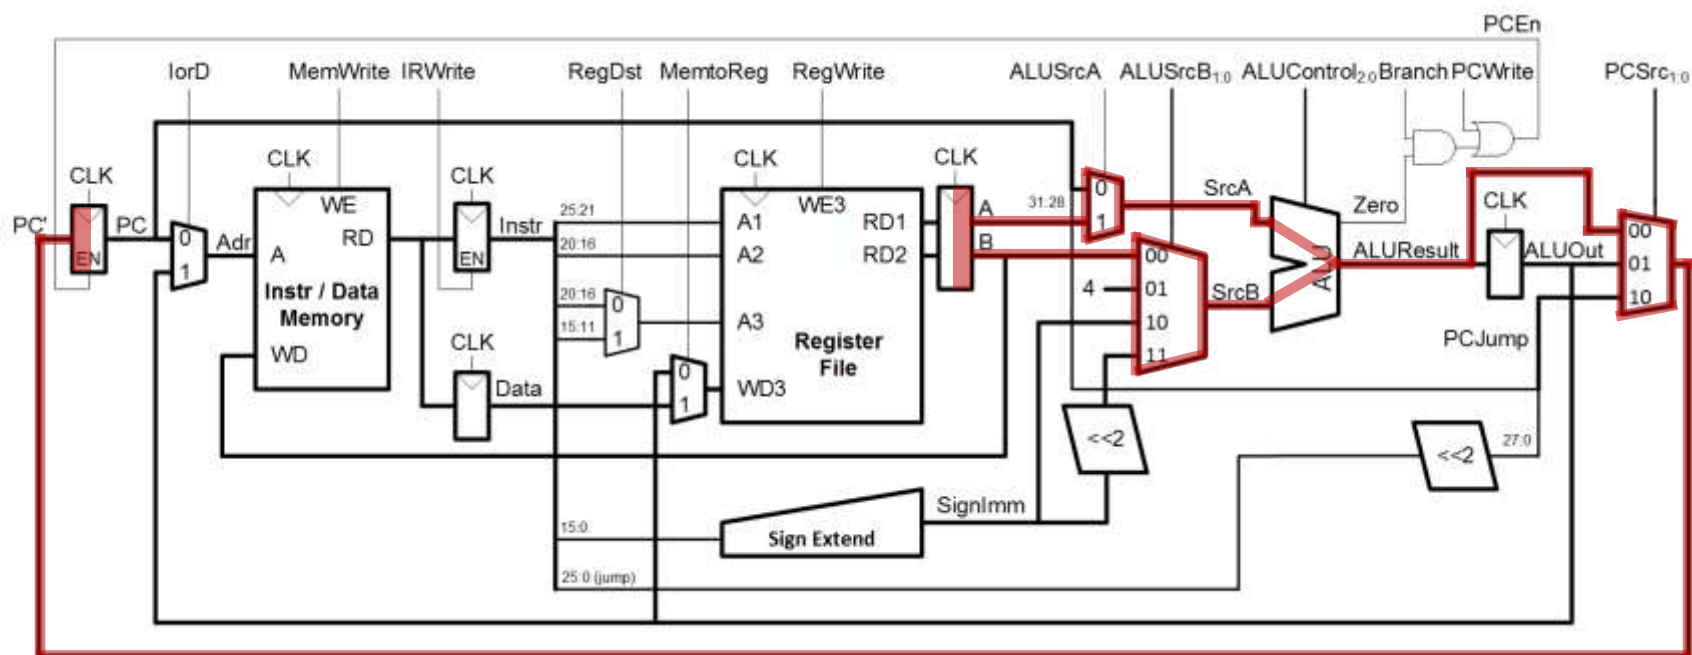 PCEn
IorD MemWrite IRWrite RegDst MemtoReg RegWrite ALUSrcA ALUSrcB1:0 ALUControl2:0 Branch PCWrite PCSrc1:0
CLK CLK CLK CLK CLK
PC' EN PC 0 1 Adr
WE A RD Instr / Data Memory WD
EN Instr
CLK Data
25:21
20:16
20:16 0
15:11 1
0 1
WE3 A1 RD1
A2 RD2
A3
Register File
WD3
A
B
31:28
0 1
SrcA
00
4 01
10
11
SrcB
ALU
Zero
ALUResult
CLK
ALUOut
00
01
10
PCJump
<<2
<<2
27:0
SignImm
15:0
Sign Extend
25:0 (jump)